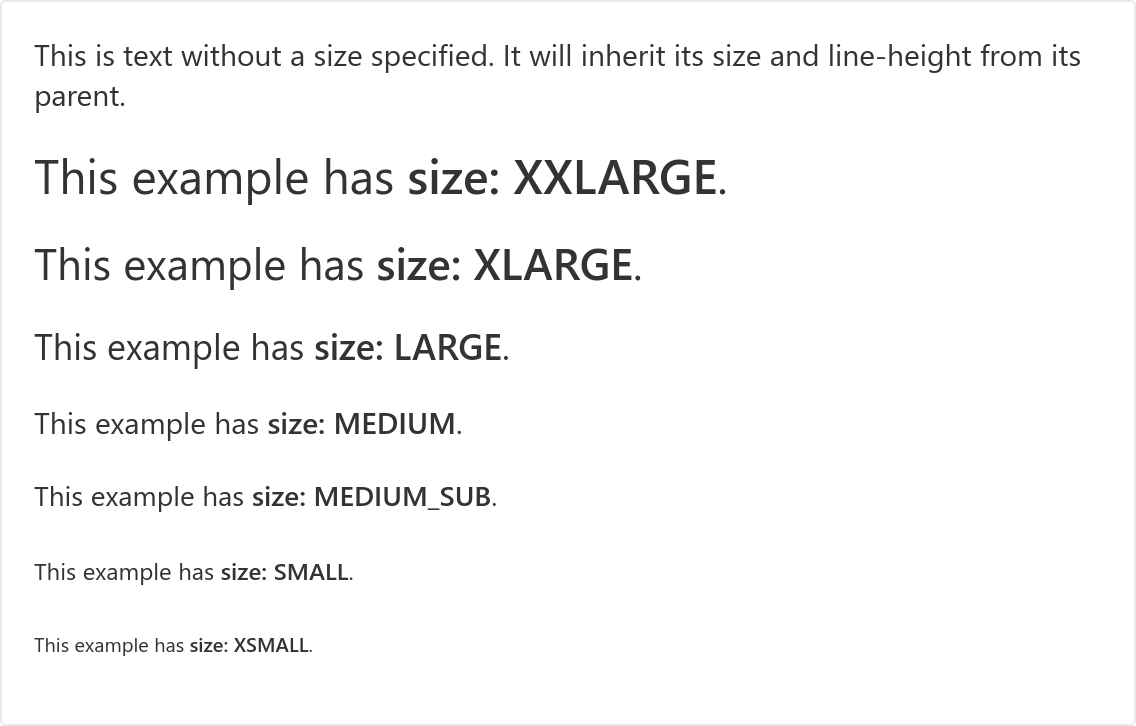 This is text without a size specified. It will inherit its size and line-height from its
parent.
This example has size: XXLARGE.
This example has size: XLARGE.
This example has size: LARGE.
This example has size: MEDIUM.
This example has size: MEDIUM_SUB.
This example has size: SMALL.
This example has size: XSMALL.